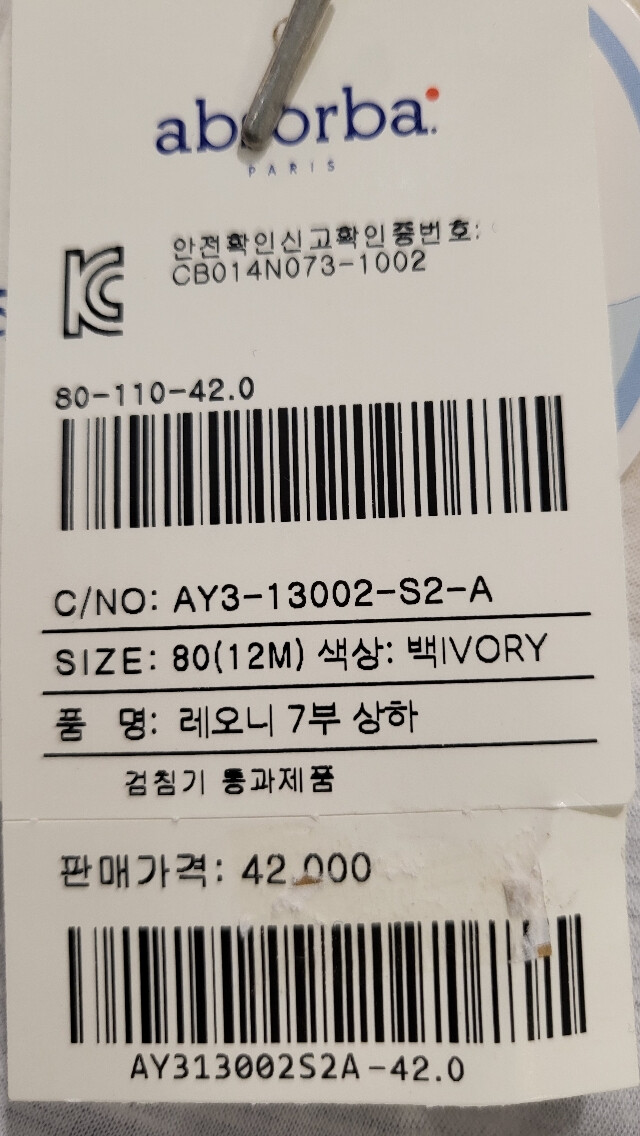 absorba
PARIS
안전확인신고확인증번호:
CB014N073-1002
80-110-42.0
C/NO: AY3-13002-S2-A
SIZE: 80(12M) 색상: 백IVORY
품 명: 레오니 7부 상하
검침기 통과제품
판매가격: 42,000
AY313002S2A-42.0